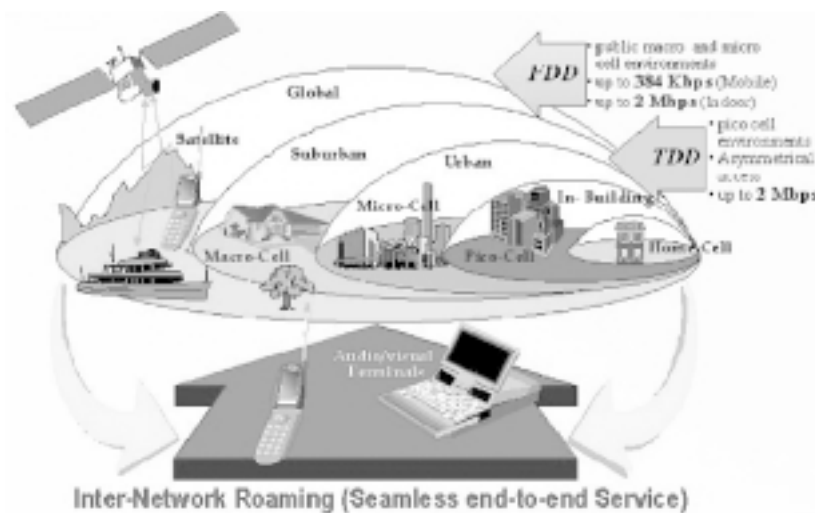 FDD
• public macro and micro
cell environments
• up to 384 Kbps (Mobile)
• up to 2 Mbps (Indoor)
TDD
• pico cell
environments
• Asymmetrical
access
• up to 2 Mbps
Global
Satellite
Suburban
Urban
In-Building
Micro-Cell
Macro-Cell
Pico-Cell
Home-Cell
Audio/visual
Terminals
Inter-Network Roaming (Seamless end-to-end Service)